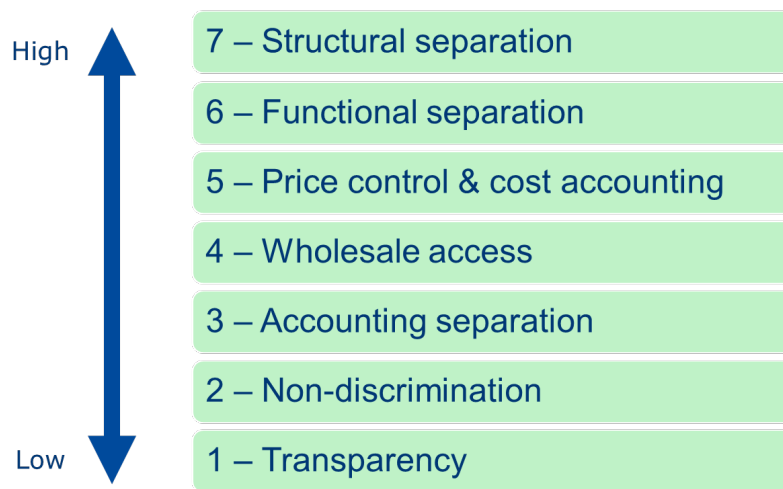 High
7 – Structural separation
6 – Functional separation
5 – Price control & cost accounting
4 – Wholesale access
3 – Accounting separation
2 – Non-discrimination
Low
1 – Transparency